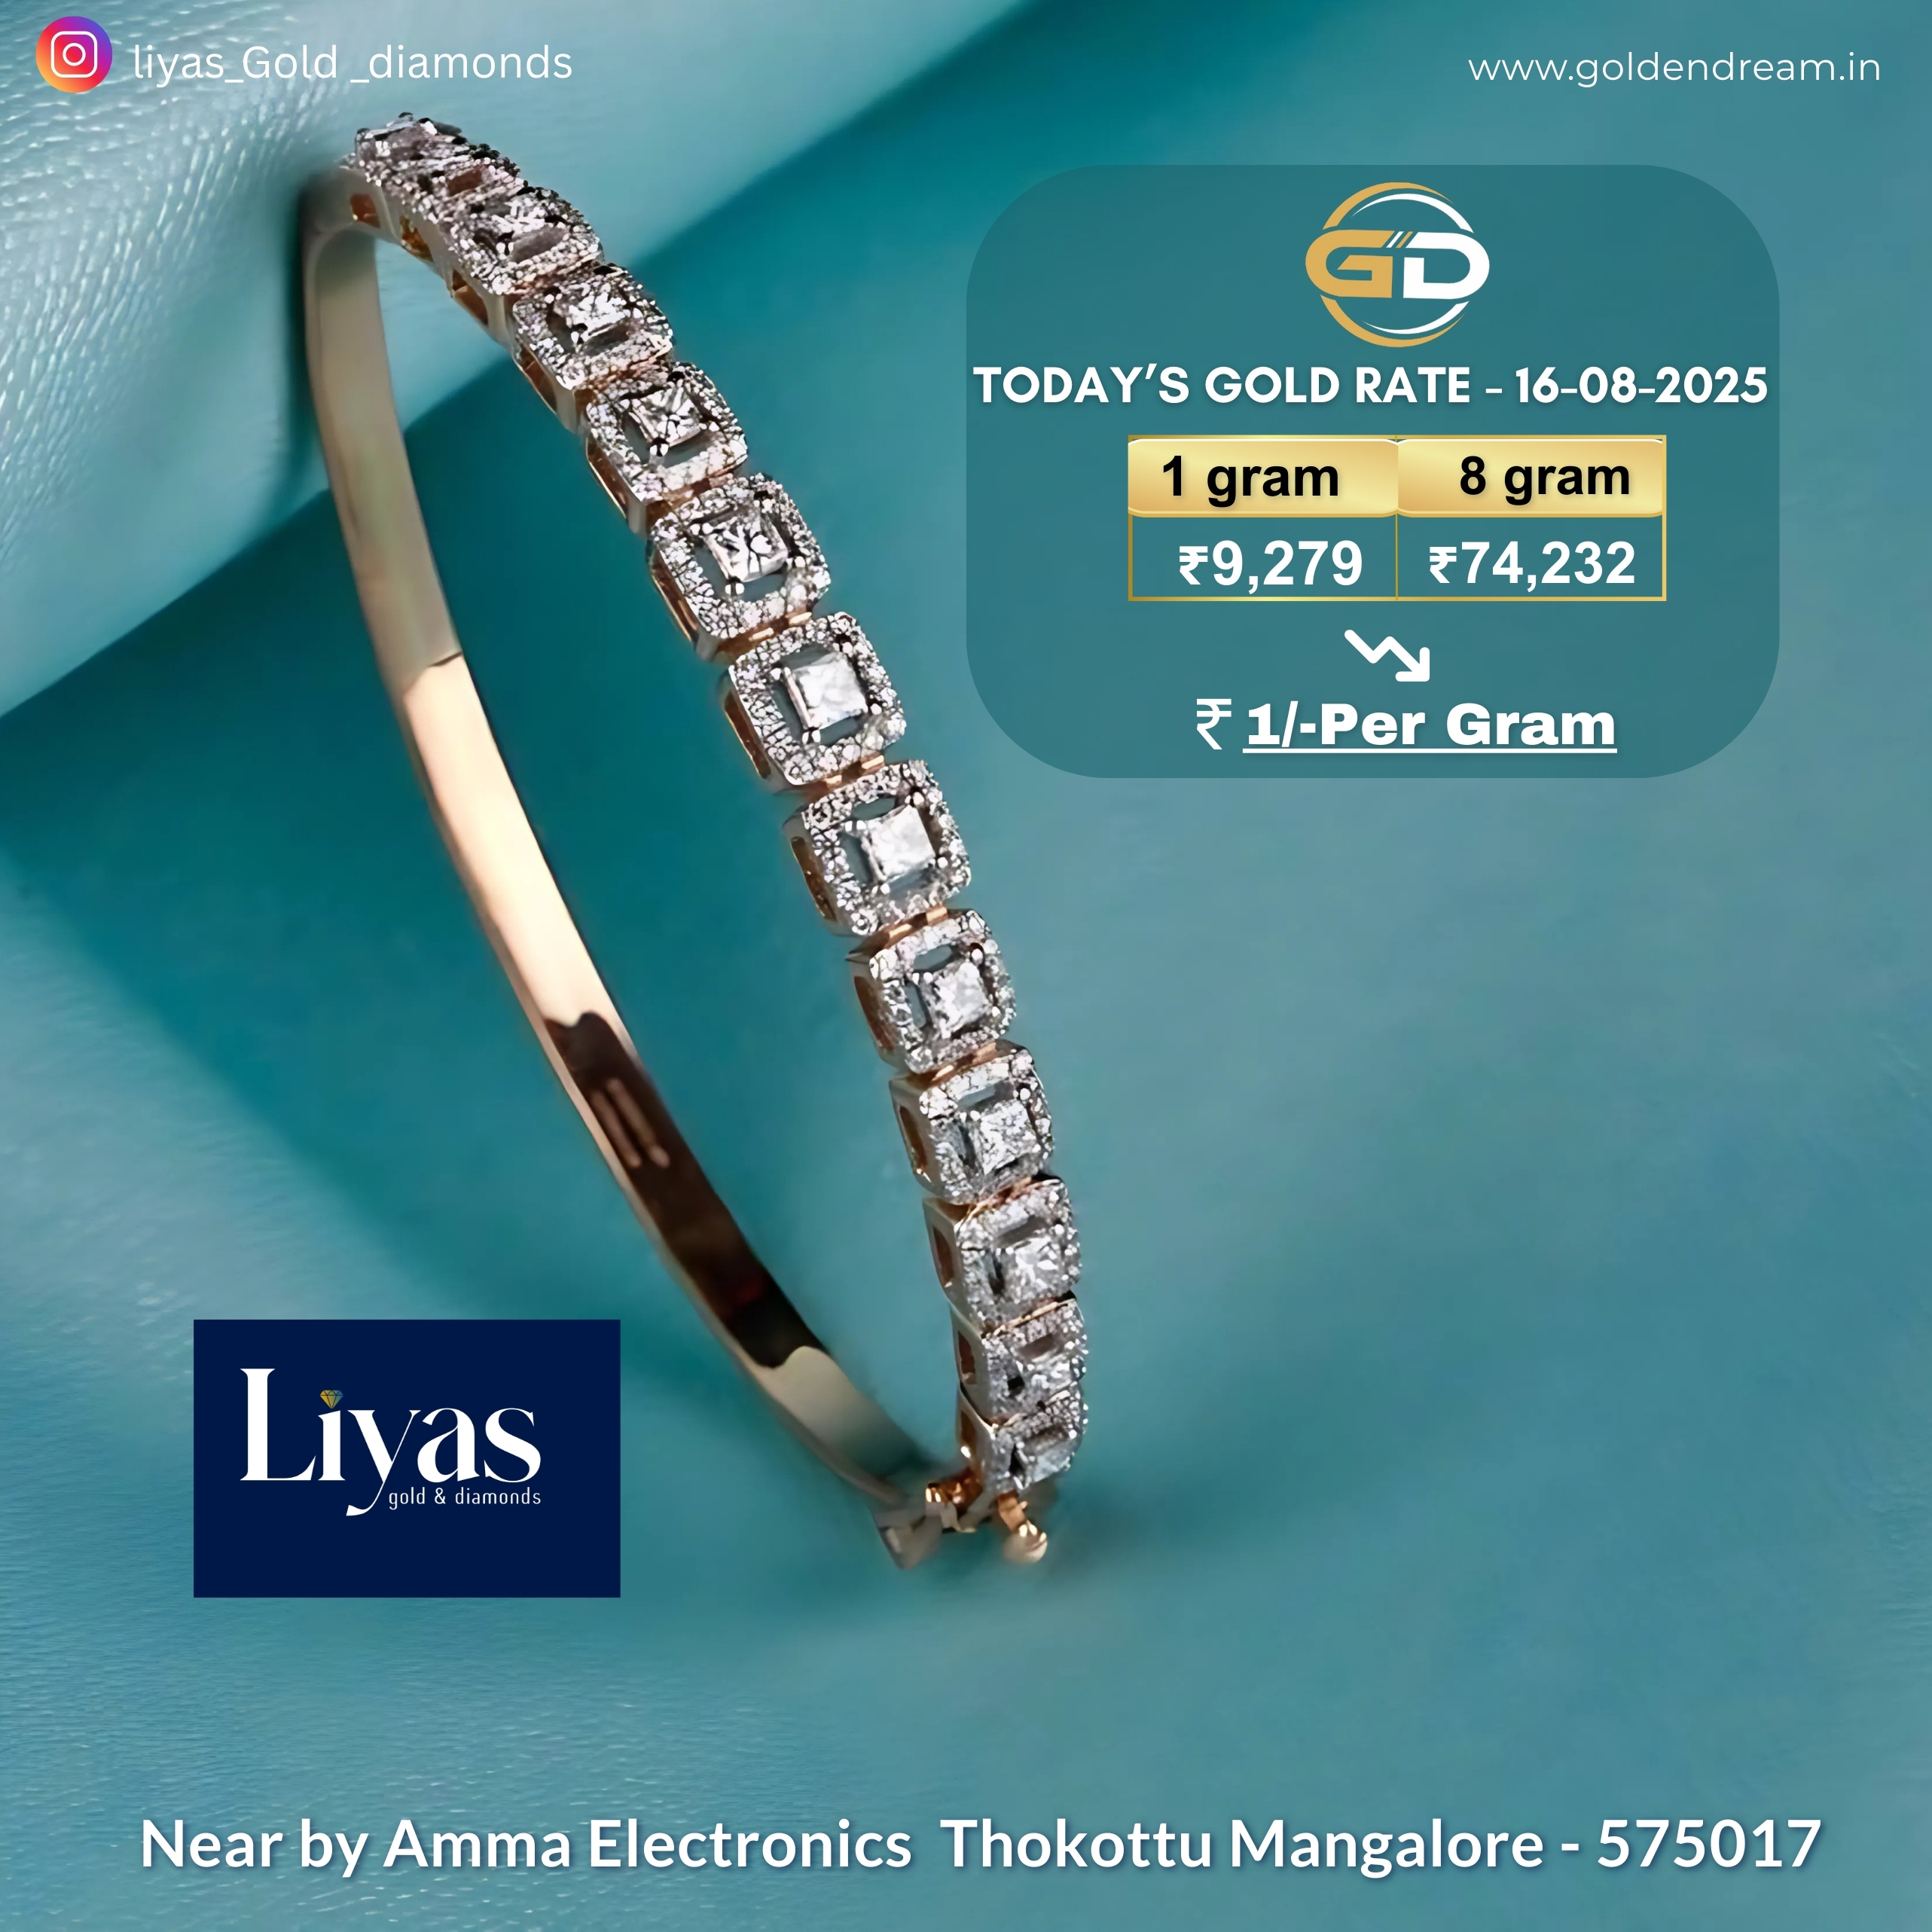 liyas_Gold _diamonds
www.goldendream.in
GD
TODAY’S GOLD RATE - 16-08-2025
1 gram 8 gram
₹9,279 ₹74,232
₹ 1/-Per Gram
Liyas
gold & diamonds
Near by Amma Electronics Thokottu Mangalore - 575017